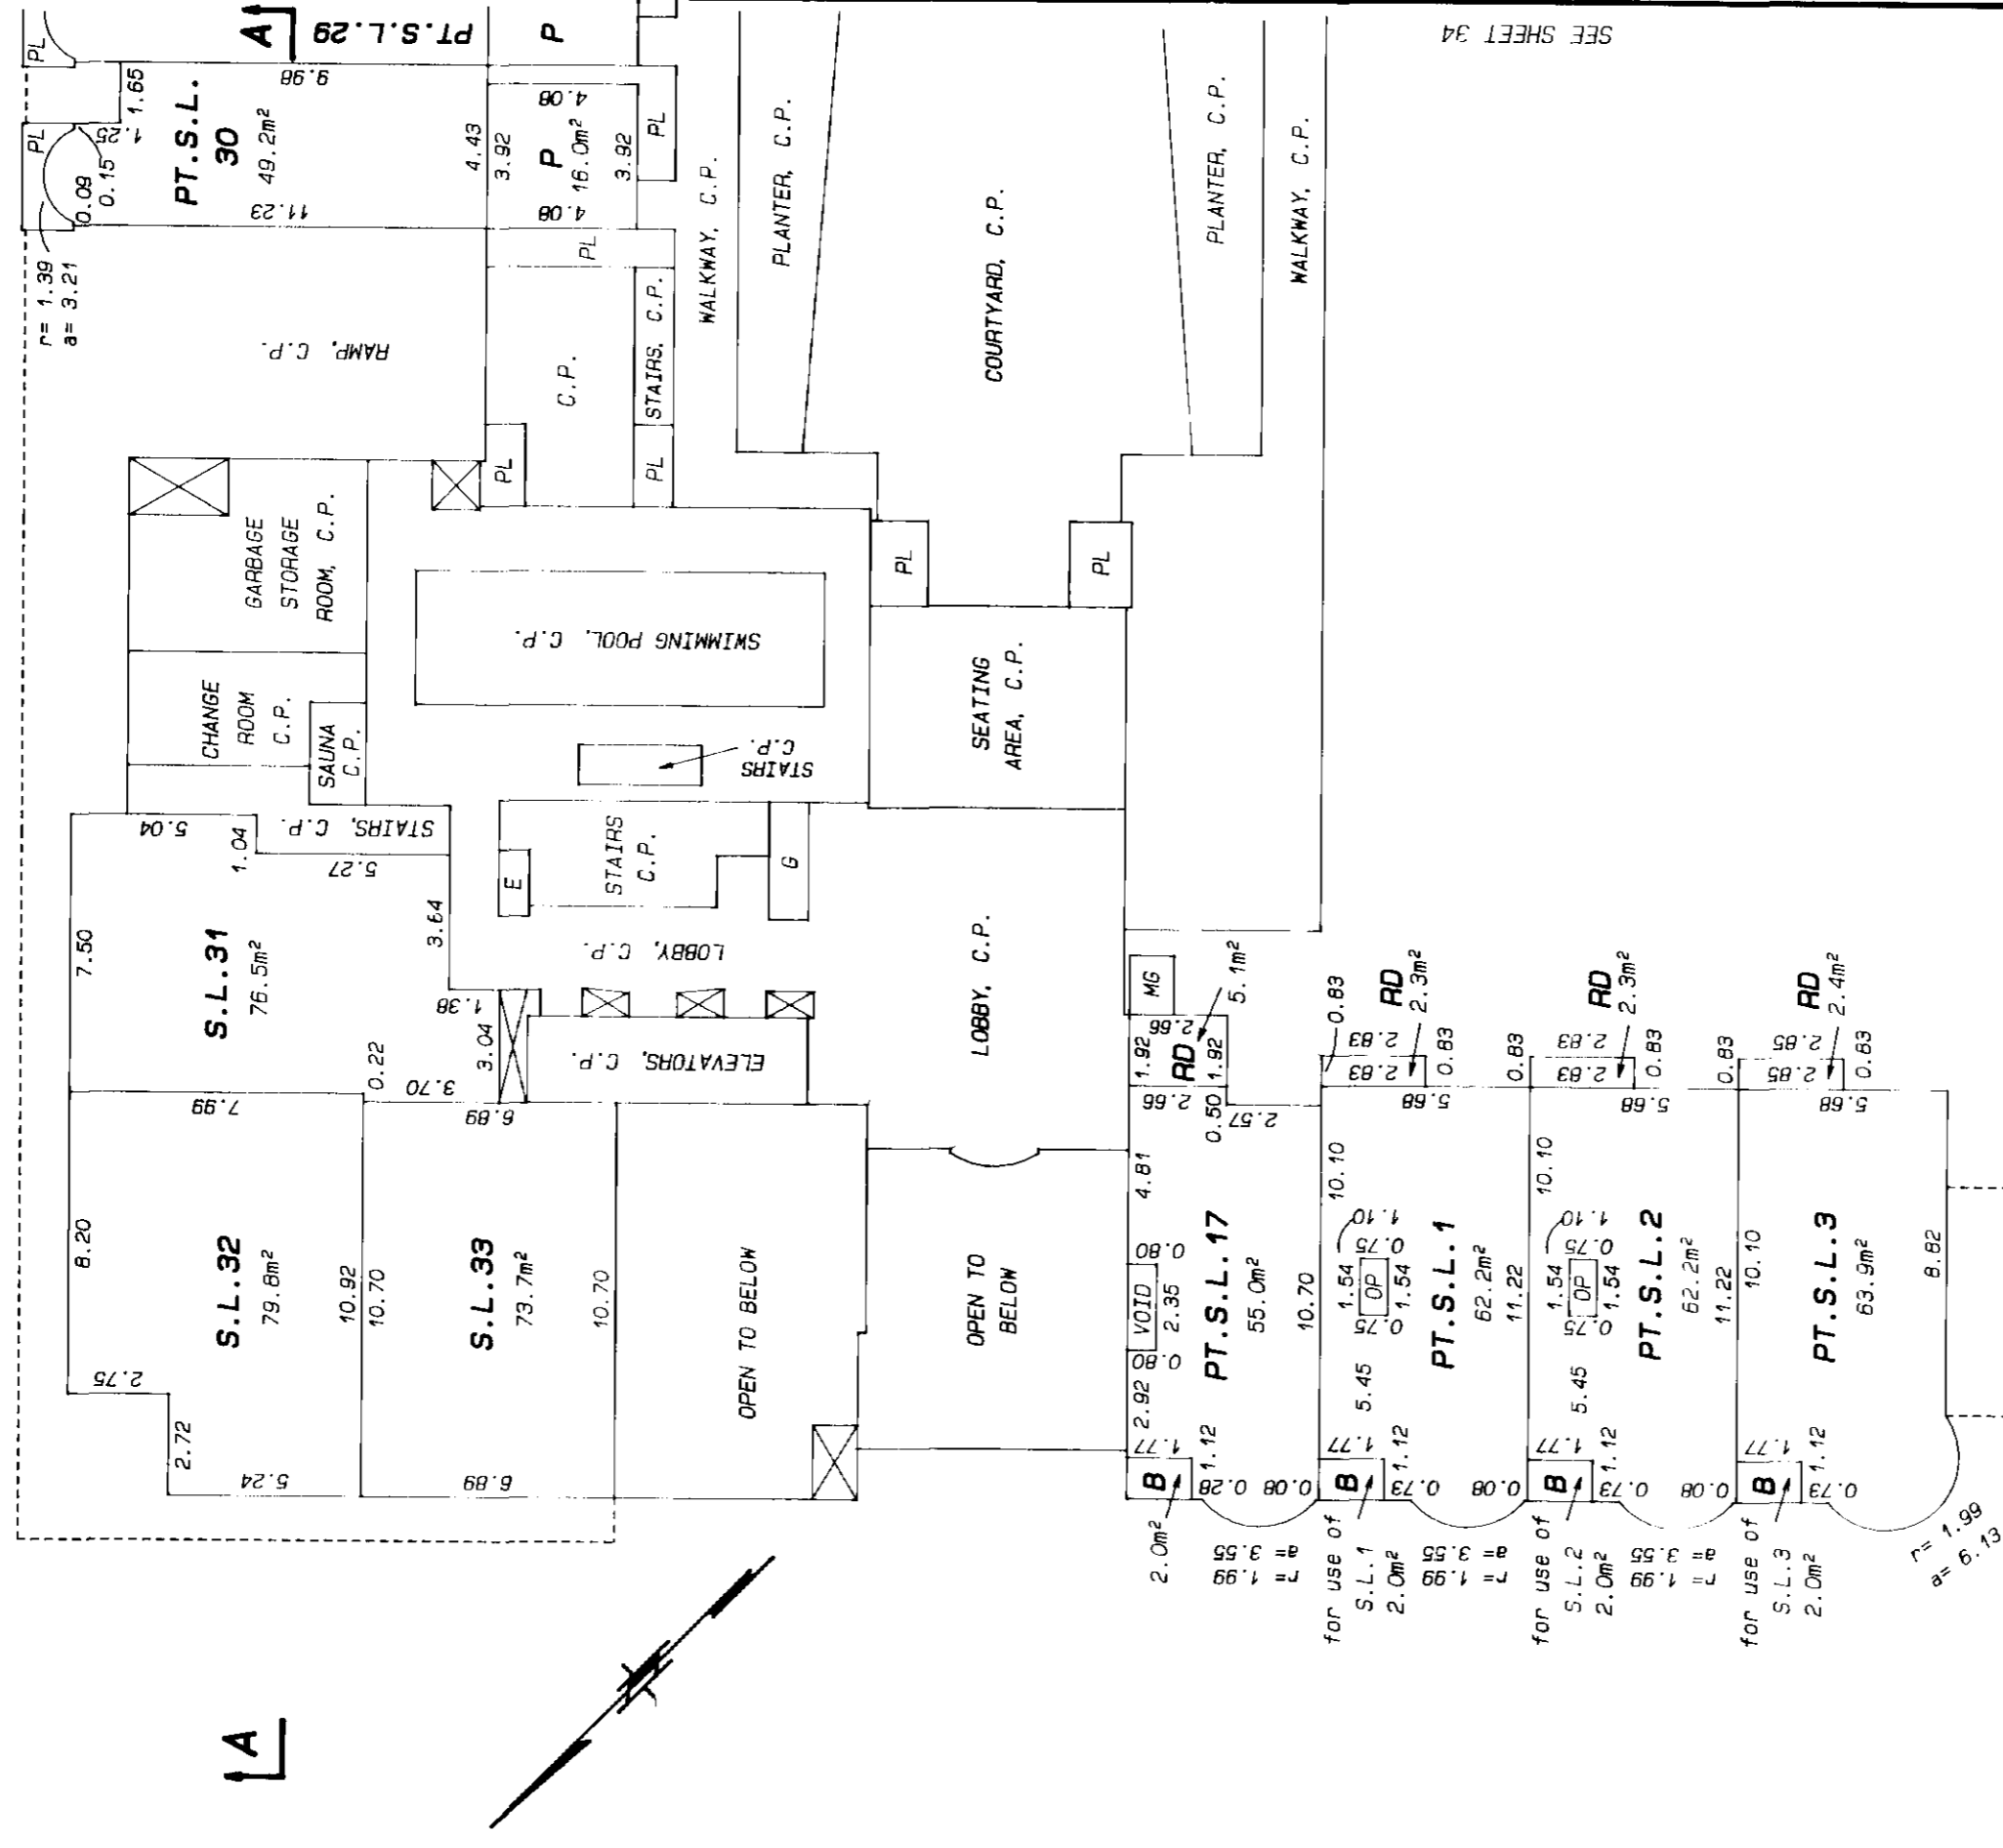 PL
A
PT.S.L.29
P
SEE SHEET 34
PL
1.25
1.65
9.98
0.09
0.15
PT.S.L.
30
49.2m²
11.23
r= 1.39
a= 3.21
4.43
3.92
4.08
P
16.0m²
4.08
3.92
PL
PL
WALKWAY, C.P.
PLANTER, C.P.
COURTYARD, C.P.
PLANTER, C.P.
WALKWAY, C.P.
RAMP, C.P.
C.P.
STAIRS, C.P.
PL
PL
GARBAGE
STORAGE
ROOM, C.P.
SWIMMING POOL, C.P.
PL
PL
CHANGE
ROOM
C.P.
SAUNA
C.P.
STAIRS
C.P.
SEATING
AREA, C.P.
5.04
1.04
STAIRS, C.P.
5.27
7.50
S.L.31
76.5m²
3.64
1.38
0.22
3.70
3.04
E
STAIRS
C.P.
G
LOBBY, C.P.
ELEVATORS, C.P.
LOBBY, C.P.
7.99
8.20
S.L.32
79.8m²
10.92
2.75
2.72
5.24
6.89
10.70
S.L.33
73.7m²
10.70
6.89
OPEN TO BELOW
OPEN TO
BELOW
MG
2.66
1.92
RD
1.92
5.1m²
2.66
0.50
2.57
4.81
0.80
VOID
2.35
0.80
2.92
PT.S.L.17
55.0m²
10.70
1.77
B
1.12
0.28
0.08
2.0m²
r= 1.99
a= 3.55
0.83
RD
2.3m²
2.83
2.83
0.83
5.68
10.10
1.10
0.75
1.54
OP
1.54
0.75
PT.S.L.1
62.2m²
11.22
5.45
1.77
B
1.12
0.73
0.08
for use of
S.L.1
2.0m²
r= 1.99
a= 3.55
0.83
RD
2.3m²
2.83
2.83
0.83
5.68
10.10
1.10
0.75
1.54
OP
1.54
0.75
PT.S.L.2
62.2m²
11.22
5.45
1.77
B
1.12
0.73
0.08
for use of
S.L.2
2.0m²
r= 1.99
a= 3.55
0.83
RD
2.4m²
2.85
2.85
0.83
5.68
10.10
PT.S.L.3
63.9m²
8.82
1.77
B
1.12
0.73
for use of
S.L.3
2.0m²
r= 1.99
a= 6.13
A